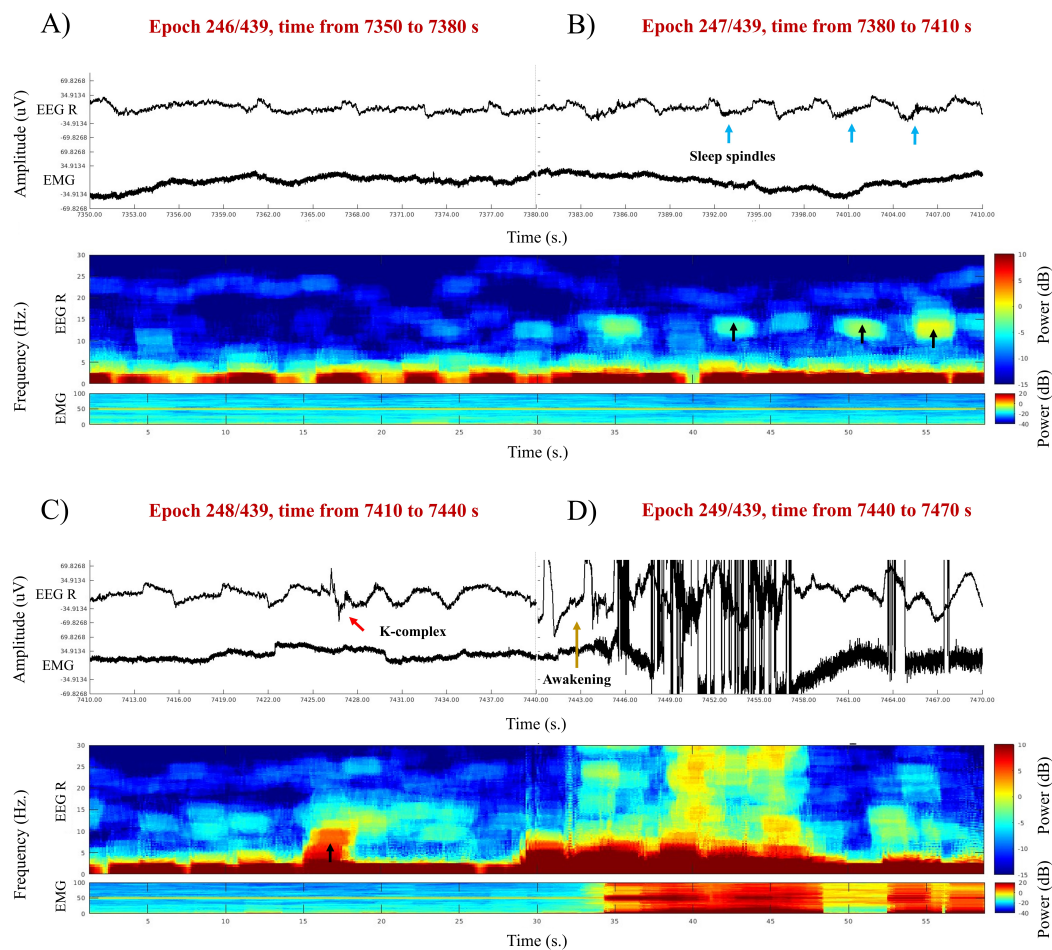 A)
Epoch 246/439, time from 7350 to 7380 s
B)
Epoch 247/439, time from 7380 to 7410 s
Amplitude (uV)
EEG R
EMG
69.8268
34.9134
-34.9134
-69.8268
69.8268
34.9134
-34.9134
-69.8268
Sleep spindles
7350.00 7353.00 7356.00 7359.00 7362.00 7365.00 7368.00 7371.00 7374.00 7377.00 7380.00 7383.00 7386.00 7389.00 7392.00 7395.00 7398.00 7401.00 7404.00 7407.00 7410.00
Time (s.)
Frequency (Hz.)
EEG R
30
25
20
15
10
5
0
10
5
0
-5
-10
-15
Power (dB)
EMG
100
50
0
20
0
-20
-40
Power (dB)
5 10 15 20 25 30 35 40 45 50 55
Time (s.)
C)
Epoch 248/439, time from 7410 to 7440 s
D)
Epoch 249/439, time from 7440 to 7470 s
Amplitude (uV)
EEG R
EMG
69.8268
34.9134
-34.9134
-69.8268
69.8268
34.9134
-34.9134
-69.8268
K-complex
Awakening
7410.00 7413.00 7416.00 7419.00 7422.00 7425.00 7428.00 7431.00 7434.00 7437.00 7440.00 7443.00 7446.00 7449.00 7452.00 7455.00 7458.00 7461.00 7464.00 7467.00 7470.00
Time (s.)
Frequency (Hz.)
EEG R
30
25
20
15
10
5
0
10
5
0
-5
-10
-15
Power (dB)
EMG
100
50
0
20
0
-20
-40
Power (dB)
5 10 15 20 25 30 35 40 45 50 55
Time (s.)